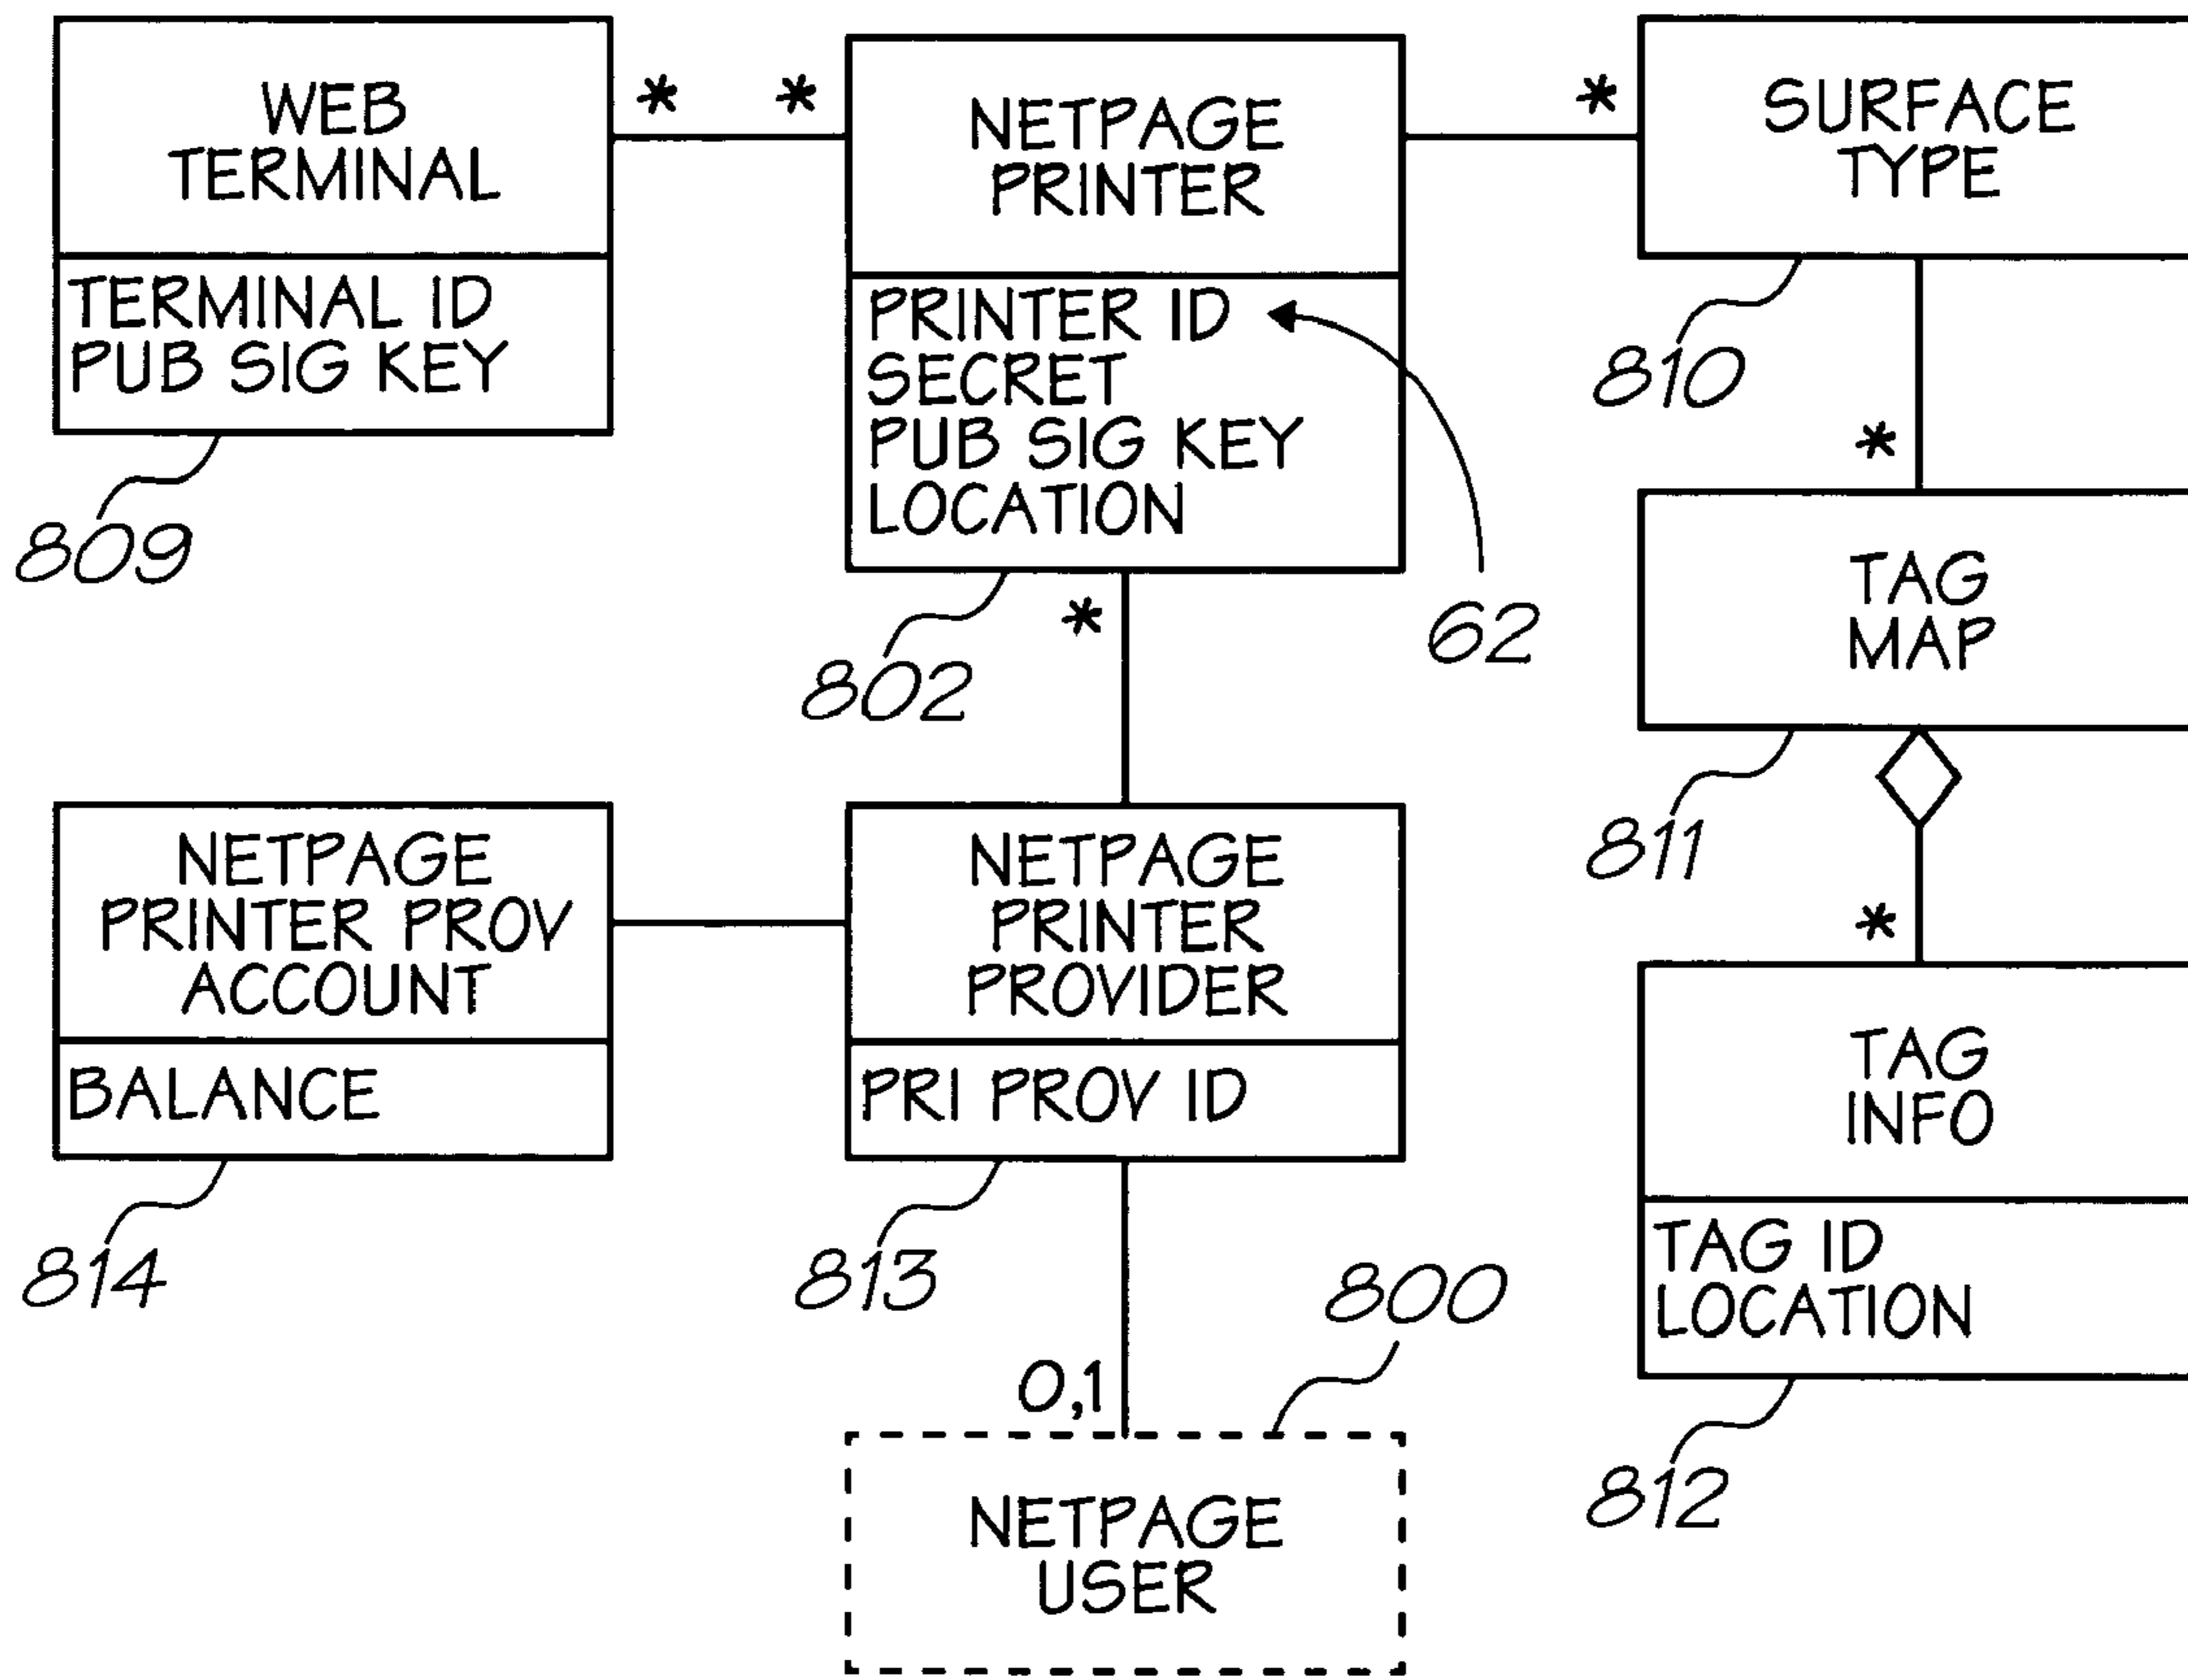 WEB
TERMINAL
TERMINAL ID
PUB SIG KEY
809
*
*
NETPAGE
PRINTER
PRINTER ID
SECRET
PUB SIG KEY
LOCATION
62
802
*
*
SURFACE
TYPE
810
*
TAG
MAP
811
*
TAG
INFO
TAG ID
LOCATION
812
NETPAGE
PRINTER PROV
ACCOUNT
BALANCE
814
NETPAGE
PRINTER
PROVIDER
PRI PROV ID
813
800
0,1
NETPAGE
USER